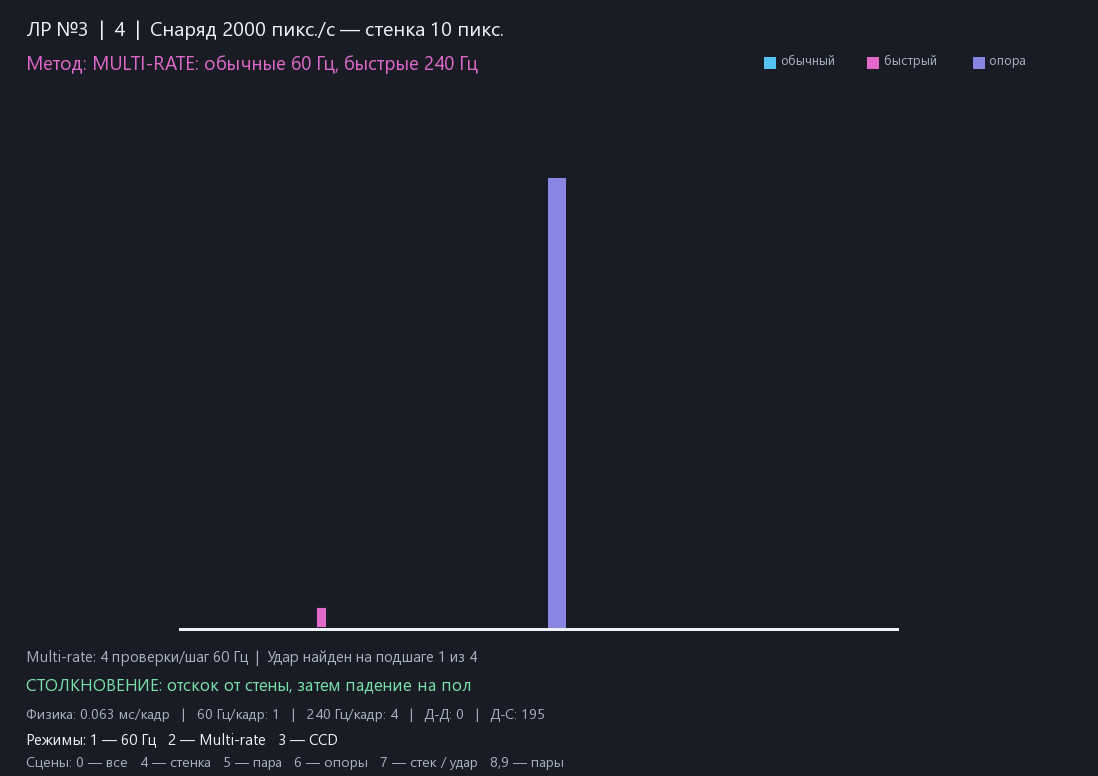 ЛР №3 | 4 | Снаряд 2000 пикс./с — стенка 10 пикс.
Метод: MULTI-RATE: обычные 60 Гц, быстрые 240 Гц
обычный быстрый опора
Multi-rate: 4 проверки/шаг 60 Гц | Удар найден на подшаге 1 из 4
СТОЛКНОВЕНИЕ: отскок от стены, затем падение на пол
Физика: 0.063 мс/кадр | 60 Гц/кадр: 1 | 240 Гц/кадр: 4 | Д-Д: 0 | Д-С: 195
Режимы: 1 — 60 Гц 2 — Multi-rate 3 — CCD
Сцены: 0 — все 4 — стенка 5 — пара 6 — опоры 7 — стек / удар 8,9 — пары